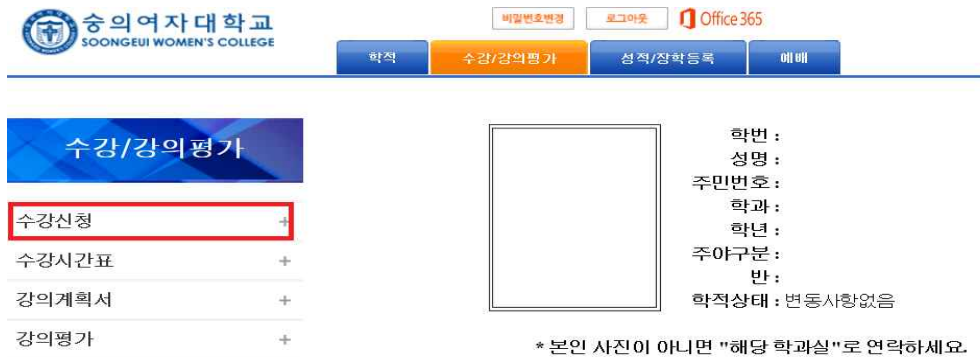 숭의여자대학교
SOONGEUI WOMEN'S COLLEGE
비밀번호변경 로그아웃 Office 365
학적 수강/강의평가 성적/장학등록 예배
수강/강의평가
수강신청 +
수강시간표 +
강의계획서 +
강의평가 +
학번 :
성명 :
주민번호 :
학과 :
학년 :
주야구분 :
반 :
학적상태 : 변동사항없음
* 본인 사진이 아니면 "해당 학과실"로 연락하세요.